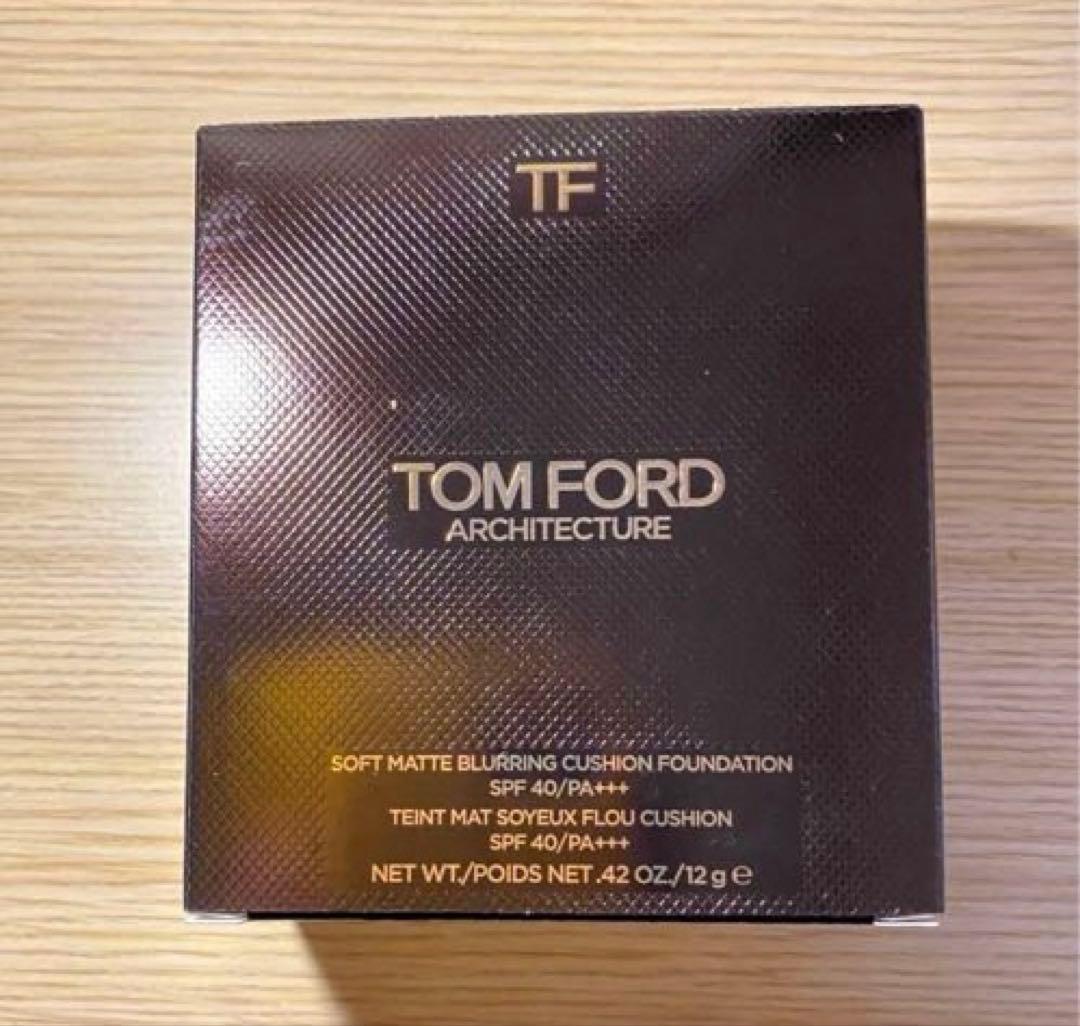 TF
TOM FORD
ARCHITECTURE
SOFT MATTE BLURRING CUSHION FOUNDATION
SPF 40/PA+++
TEINT MAT SOYEUX FLOU CUSHION
SPF 40/PA+++
NET WT./POIDS NET .42 OZ./12 g ℮